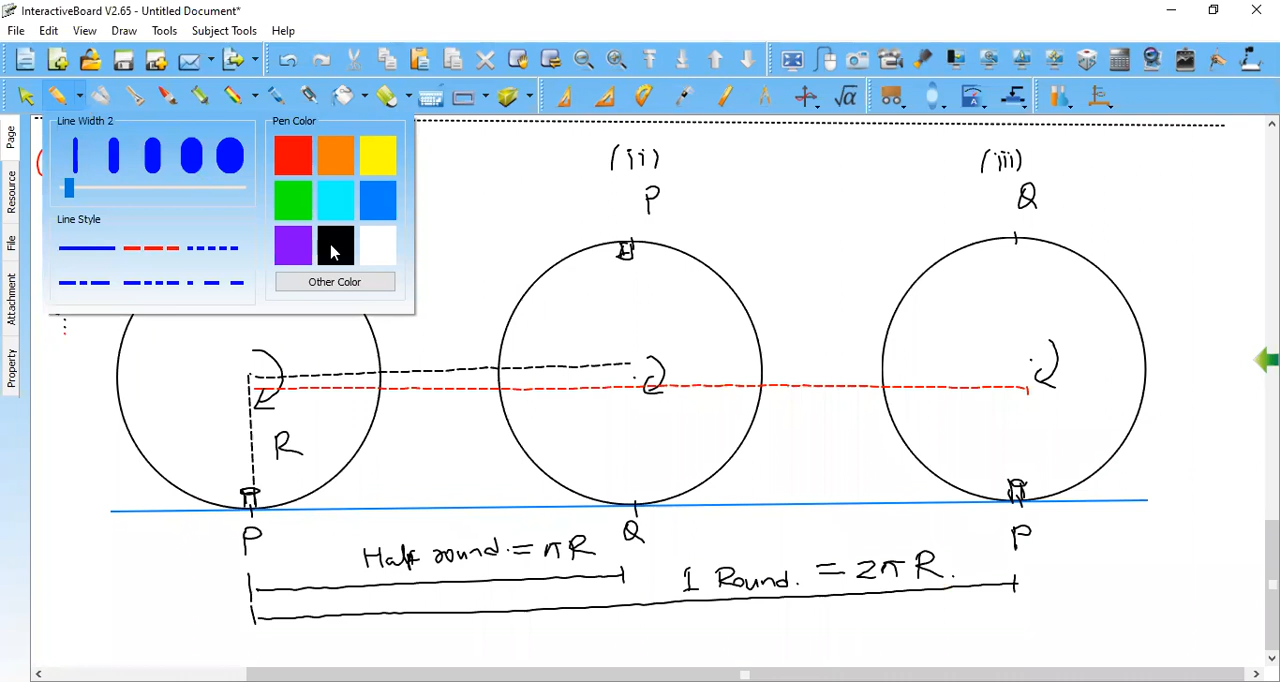 InteractiveBoard V2.65 - Untitled Document*
File Edit View Draw Tools Subject Tools Help
Line Width 2
Pen Color
Line Style
Other Color
Page
Resource
File
Attachment
Property
(ii)
(iii)
P
Q
R
P
Q
P
Half round. = πR
1 Round. = 2πR.